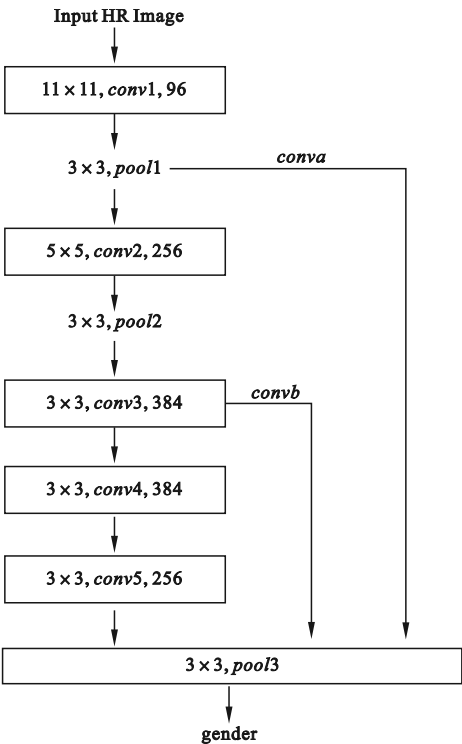 Input HR Image
11 × 11, conv1, 96
3 × 3, pool1
conva
5 × 5, conv2, 256
3 × 3, pool2
3 × 3, conv3, 384
convb
3 × 3, conv4, 384
3 × 3, conv5, 256
3 × 3, pool3
gender